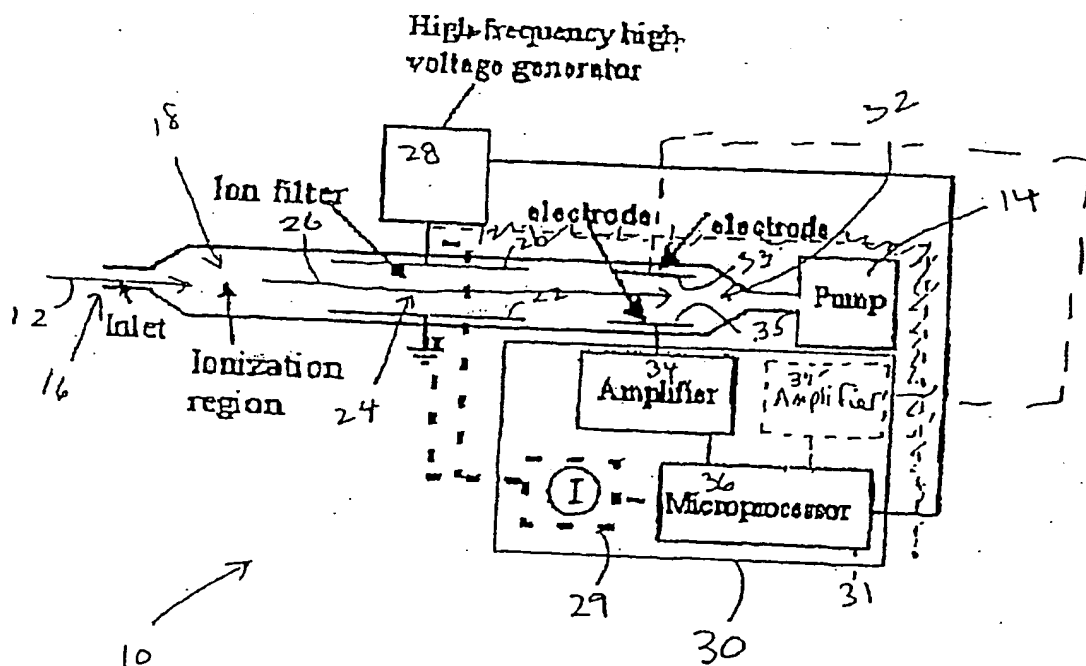 High-frequency high
voltage generator
18
28
32
Ion filter
26
electrode
electrode
14
20
33
12
Inlet
22
35
Pump
16
Ionization
region
24
34
Amplifier
Amplifier
36
I
Microprocessor
29
31
30
10